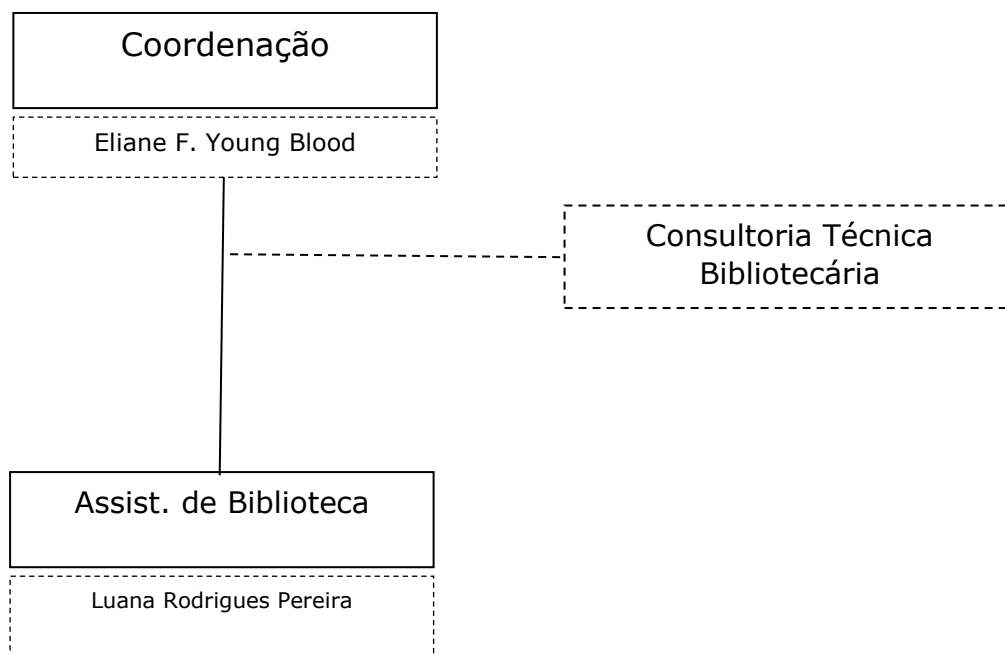 Coordenação
Eliane F. Young Blood
Consultoria Técnica
Bibliotecária
Assist. de Biblioteca
Luana Rodrigues Pereira